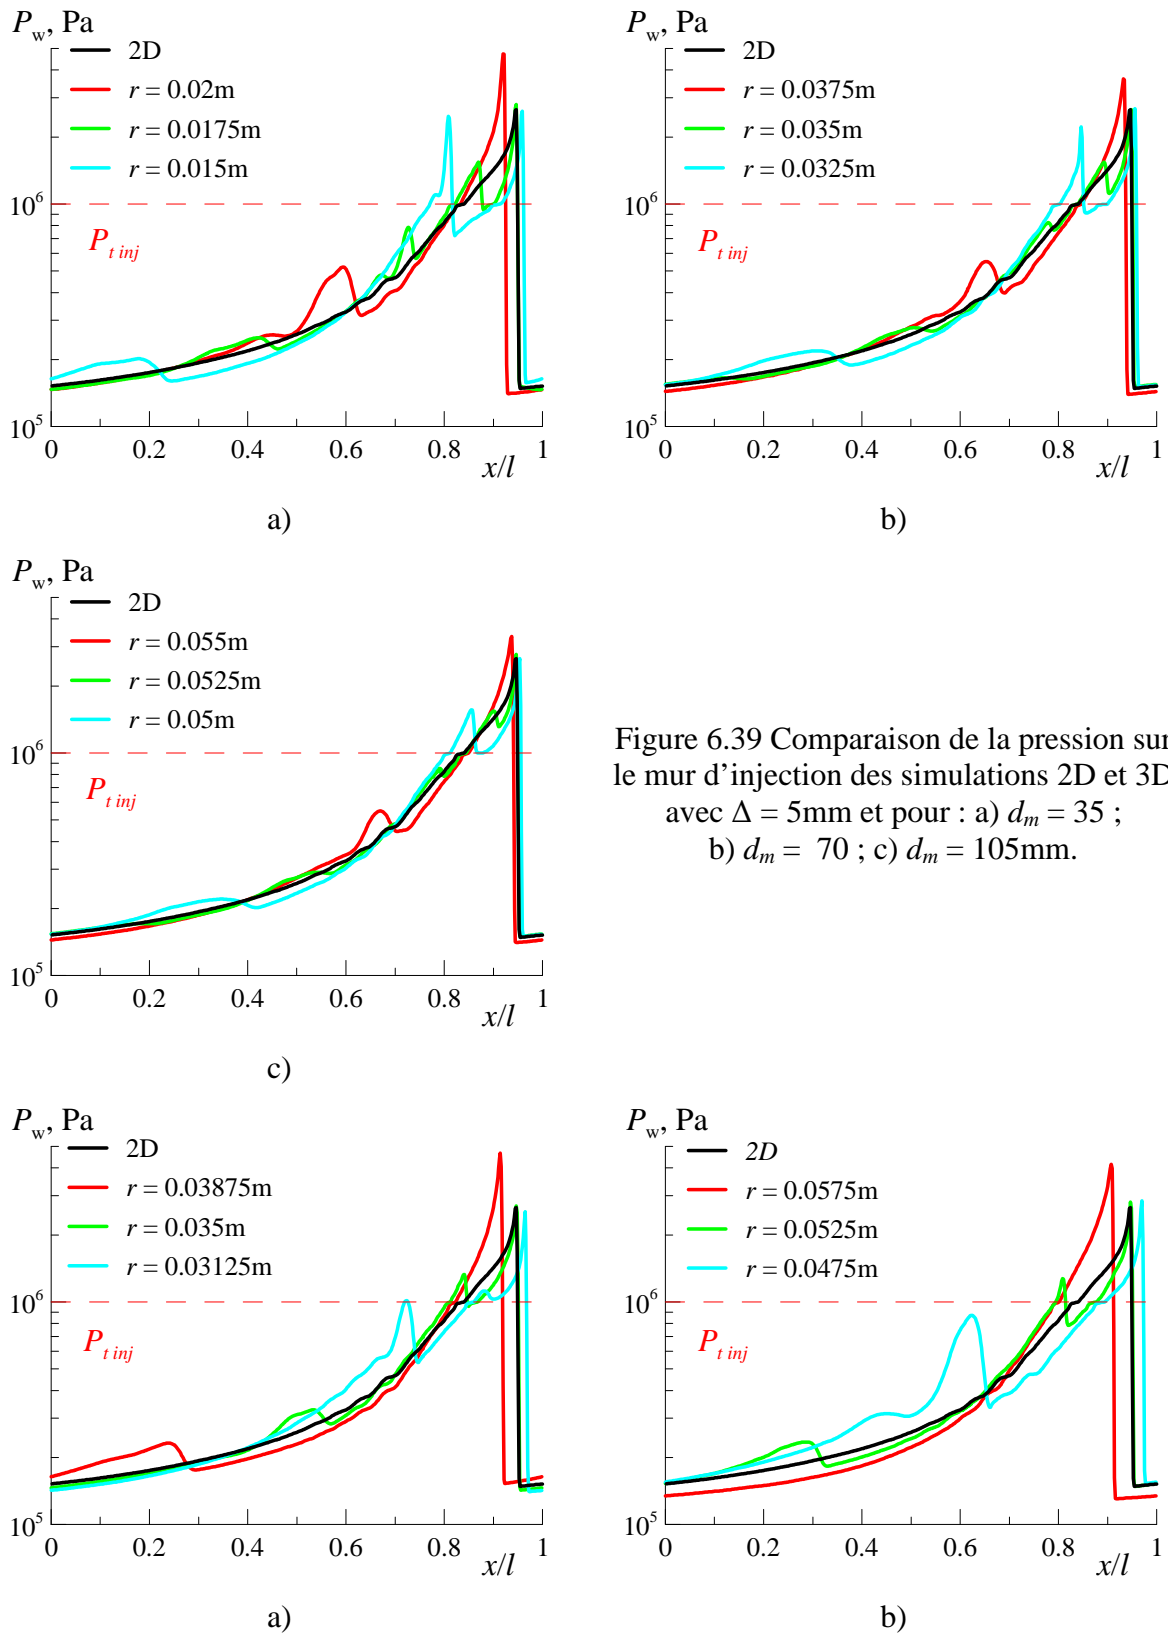 P_w, Pa
2D
r = 0.02m
r = 0.0175m
r = 0.015m
10^6
P_t inj
10^5
0 0.2 0.4 0.6 0.8 1
x/l
a)
P_w, Pa
2D
r = 0.0375m
r = 0.035m
r = 0.0325m
10^6
P_t inj
10^5
0 0.2 0.4 0.6 0.8 1
x/l
b)
P_w, Pa
2D
r = 0.055m
r = 0.0525m
r = 0.05m
10^6
P_t inj
10^5
0 0.2 0.4 0.6 0.8 1
x/l
c)
Figure 6.39 Comparaison de la pression sur
le mur d’injection des simulations 2D et 3D
avec Δ = 5mm et pour : a) d_m = 35 ;
b) d_m = 70 ; c) d_m = 105mm.
P_w, Pa
2D
r = 0.03875m
r = 0.035m
r = 0.03125m
10^6
P_t inj
10^5
0 0.2 0.4 0.6 0.8 1
x/l
a)
P_w, Pa
2D
r = 0.0575m
r = 0.0525m
r = 0.0475m
10^6
P_t inj
10^5
0 0.2 0.4 0.6 0.8 1
x/l
b)